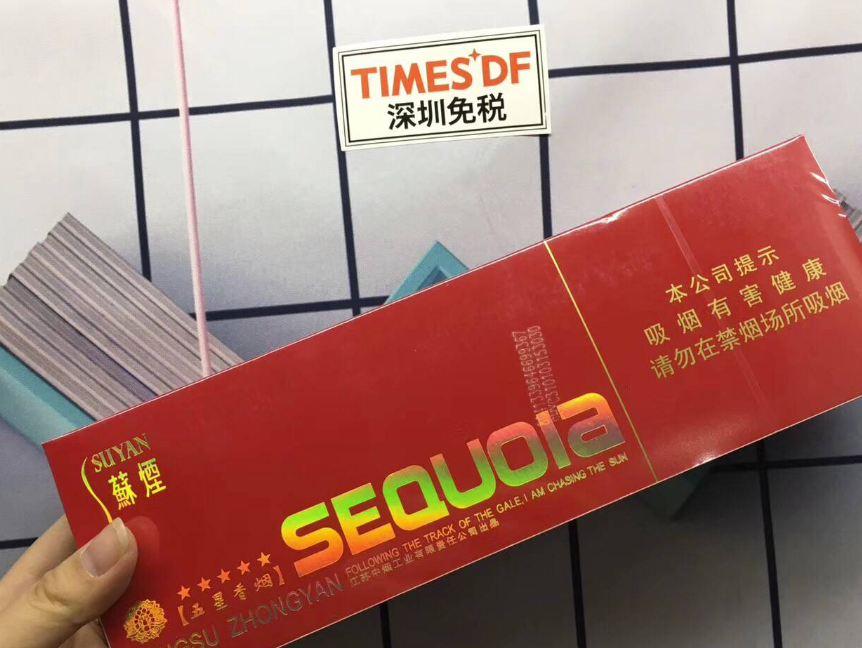 TIMES DF
深圳免税
本公司提示
吸烟有害健康
请勿在禁烟场所吸烟
SUYAN
蘇煙
SEQUOIa
FOLLOWING THE TRACK OF THE GALE.I AM CHASING THE SUN
江苏中烟工业有限责任公司出品
★★★★★
【五星香烟】
NGSU ZHONGYAN